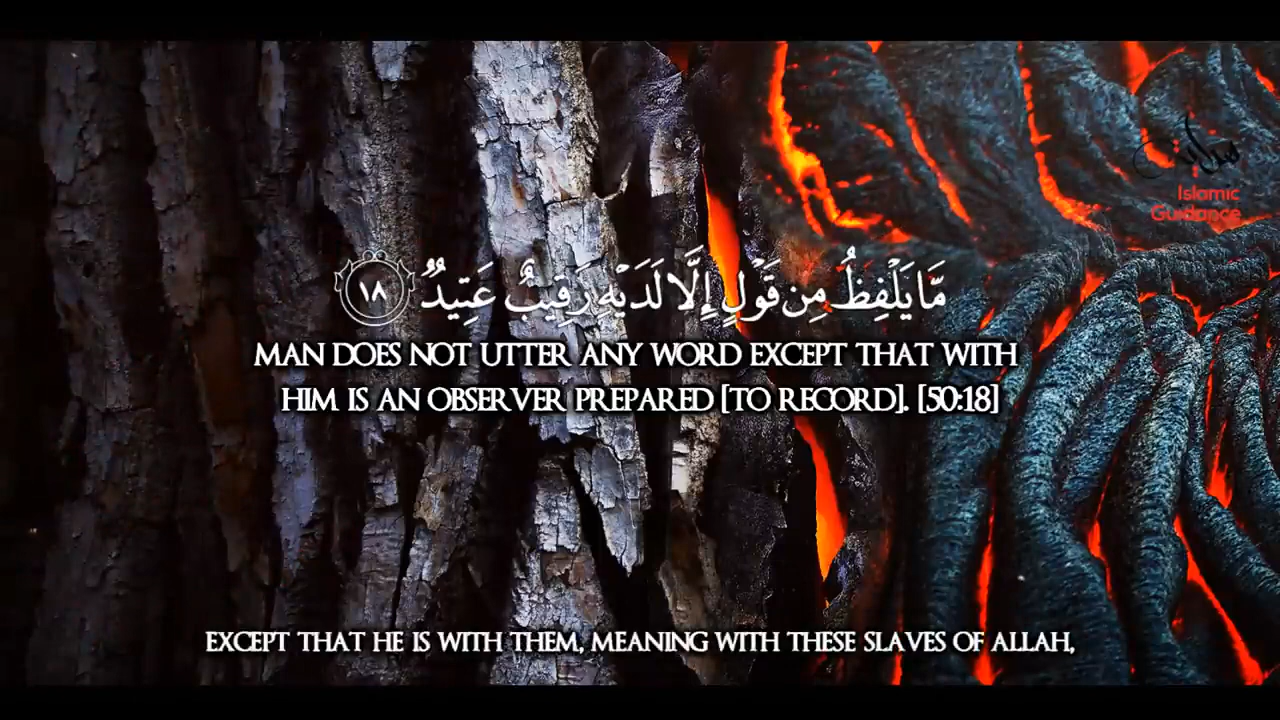 سراج
Islamic
Guidance
مَّا يَلْفِظُ مِن قَوْلٍ إِلَّا لَدَيْهِ رَقِيبٌ عَتِيدٌ ١٨
MAN DOES NOT UTTER ANY WORD EXCEPT THAT WITH
HIM IS AN OBSERVER PREPARED [TO RECORD]. [50:18]
EXCEPT THAT HE IS WITH THEM, MEANING WITH THESE SLAVES OF ALLAH,